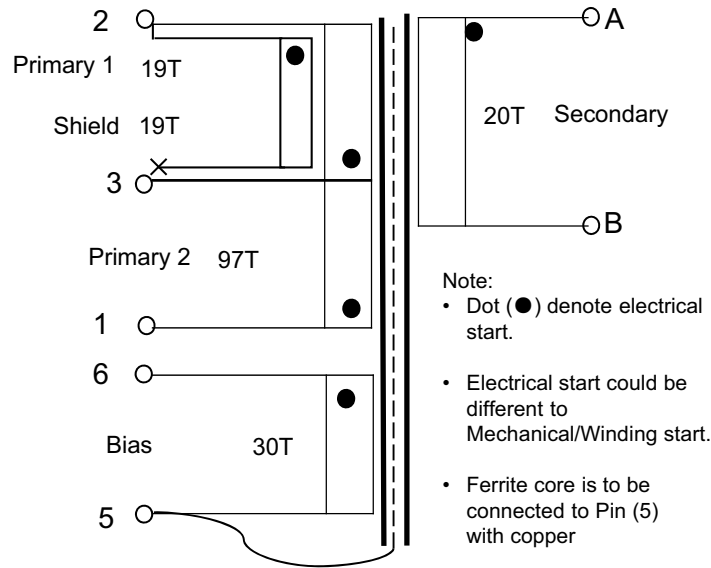 2
Primary 1 19T
Shield 19T
3
Primary 2 97T
1
6
Bias 30T
5
A
20T Secondary
B
Note:
• Dot (●) denote electrical
start.
• Electrical start could be
different to
Mechanical/Winding start.
• Ferrite core is to be
connected to Pin (5)
with copper